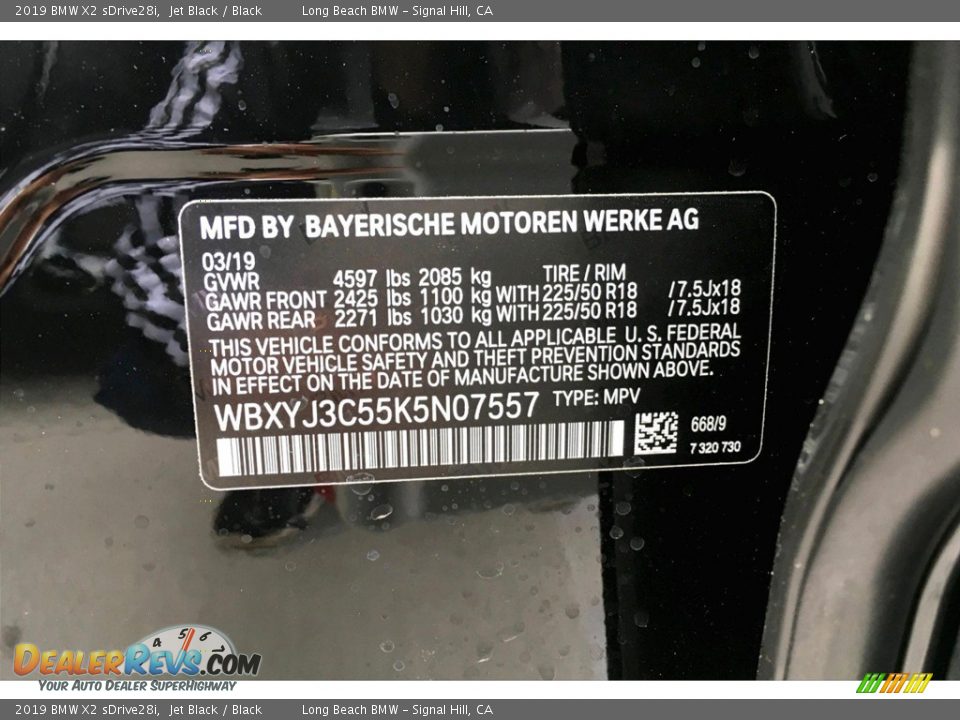 2019 BMW X2 sDrive28i, Jet Black / Black Long Beach BMW - Signal Hill, CA
MFD BY BAYERISCHE MOTOREN WERKE AG
03/19
GVWR 4597 lbs 2085 kg TIRE / RIM
GAWR FRONT 2425 lbs 1100 kg WITH 225/50 R18 /7.5Jx18
GAWR REAR 2271 lbs 1030 kg WITH 225/50 R18 /7.5Jx18
THIS VEHICLE CONFORMS TO ALL APPLICABLE U.S. FEDERAL
MOTOR VEHICLE SAFETY AND THEFT PREVENTION STANDARDS
IN EFFECT ON THE DATE OF MANUFACTURE SHOWN ABOVE.
WBXYJ3C55K5N07557 TYPE: MPV
668/9
7 320 730
4 5 6
DEALERREVS.COM
YOUR AUTO DEALER SUPERHIGHWAY
2019 BMW X2 sDrive28i, Jet Black / Black Long Beach BMW - Signal Hill, CA